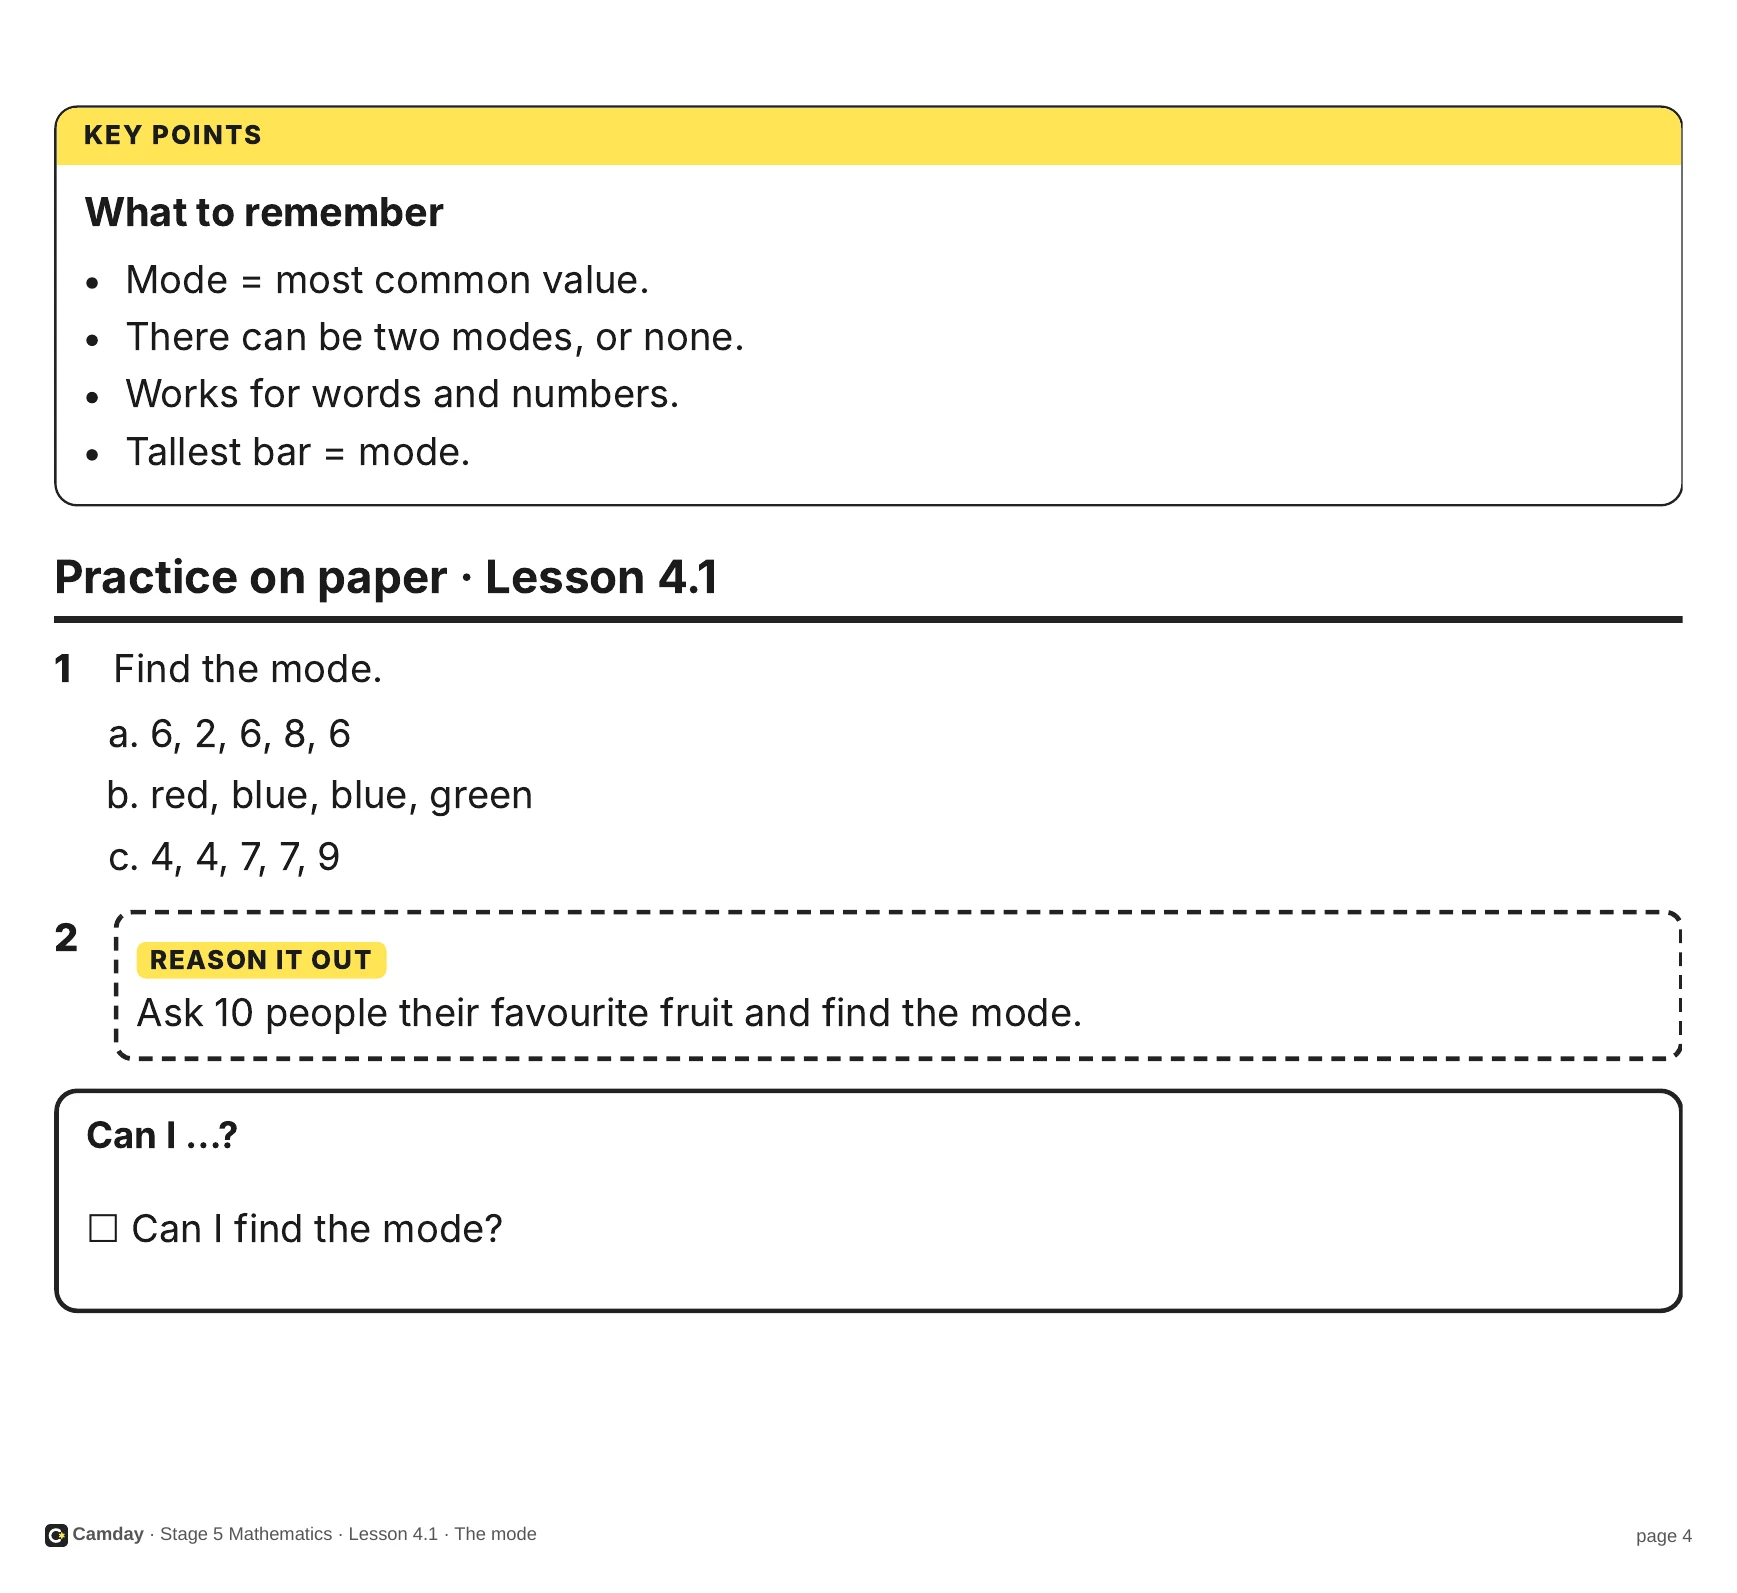 KEY POINTS
What to remember
• Mode = most common value.
• There can be two modes, or none.
• Works for words and numbers.
• Tallest bar = mode.
Practice on paper · Lesson 4.1
1 Find the mode.
a. 6, 2, 6, 8, 6
b. red, blue, blue, green
c. 4, 4, 7, 7, 9
2
REASON IT OUT
Ask 10 people their favourite fruit and find the mode.
Can I ...?
☐ Can I find the mode?
Camday · Stage 5 Mathematics · Lesson 4.1 · The mode
page 4